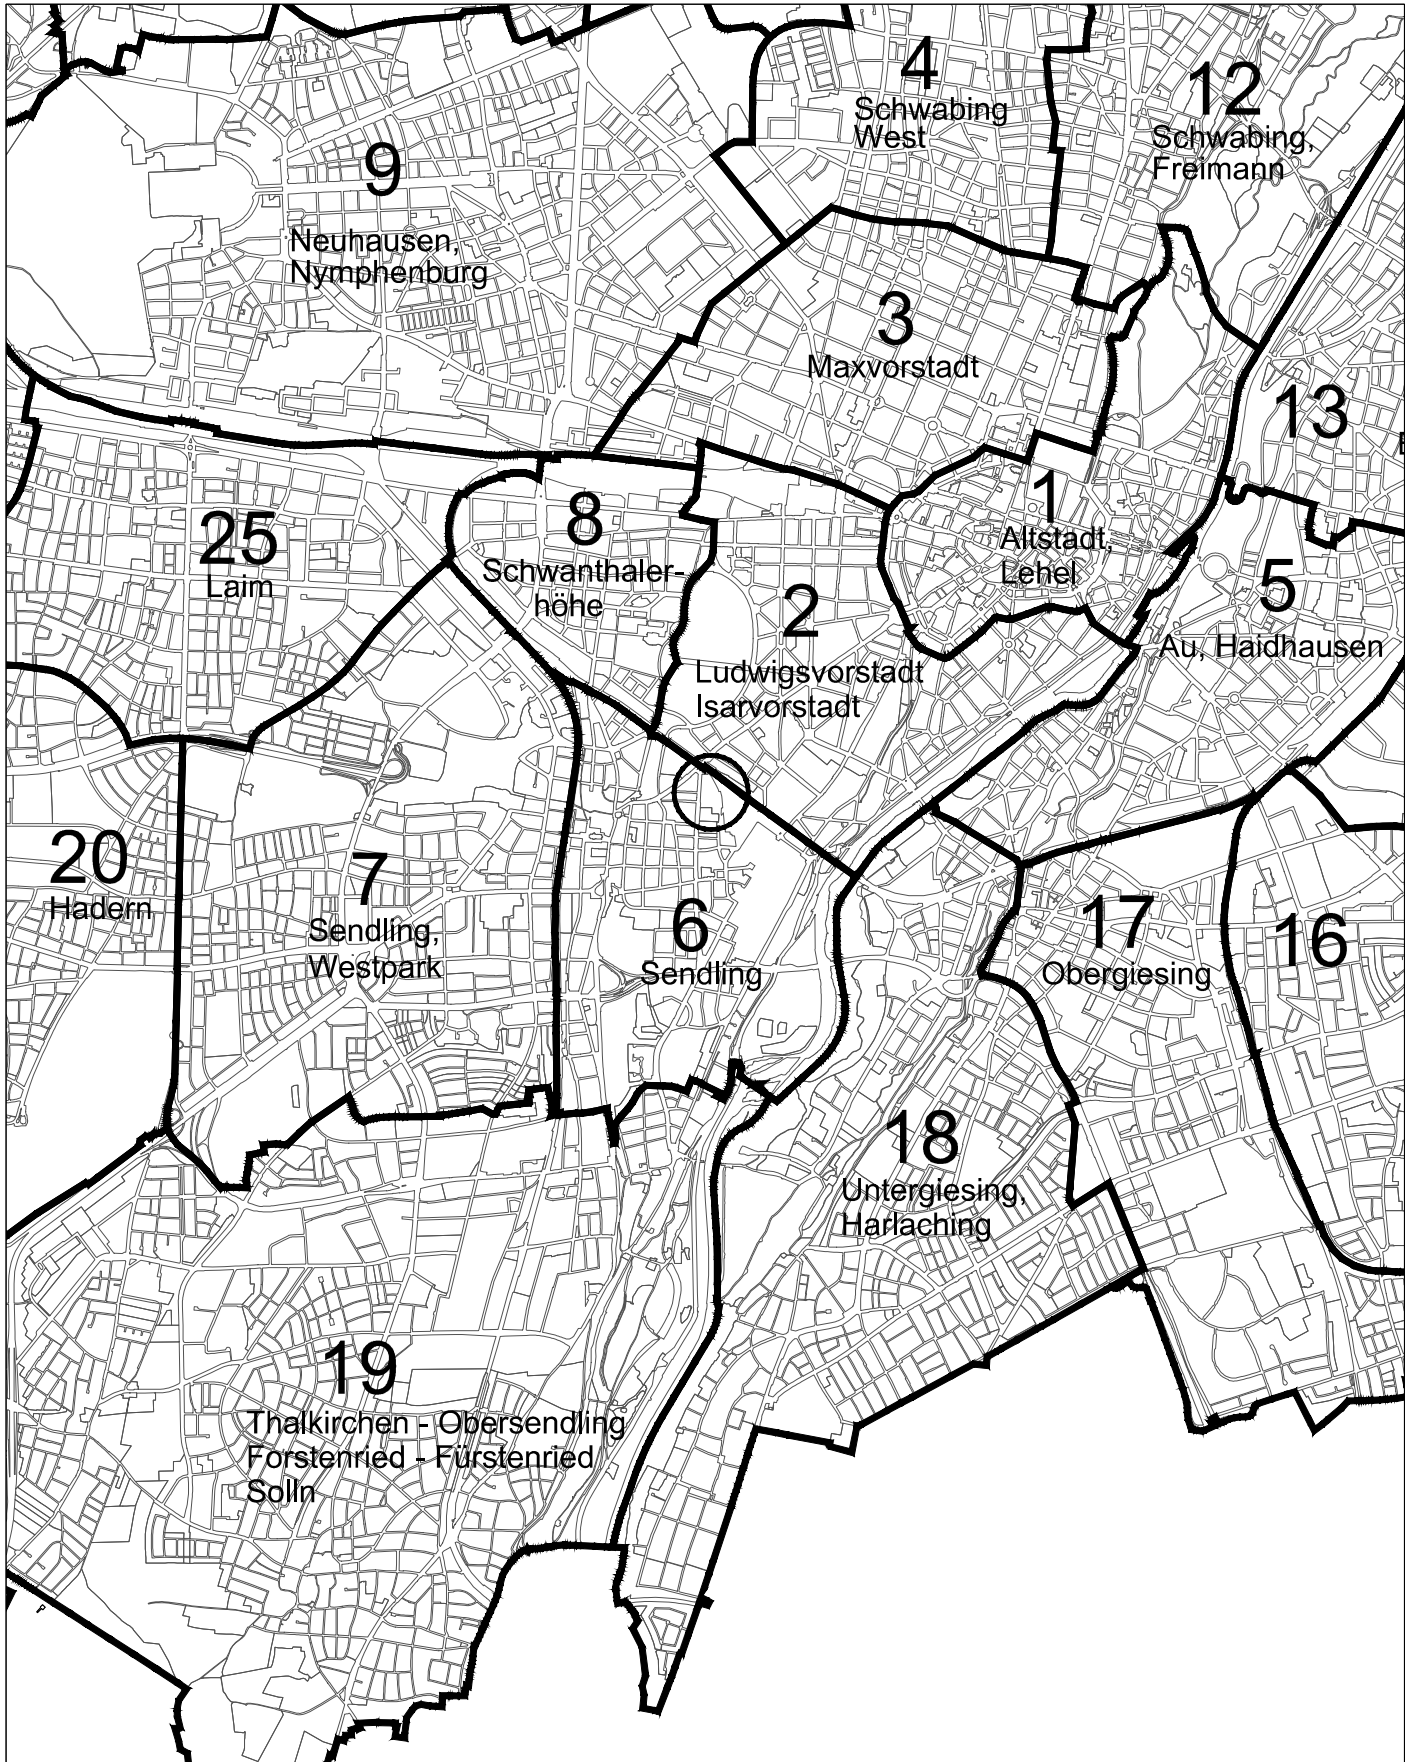 4
Schwabing
West
12
Schwabing,
Freimann
9
Neuhausen,
Nymphenburg
3
Maxvorstadt
13
1
Altstadt,
Lehel
8
Schwanthaler-
höhe
25
Laim
2
Ludwigsvorstadt
Isarvorstadt
5
Au, Haidhausen
20
Hadern
7
Sendling,
Westpark
6
Sendling
17
Obergiesing
16
18
Untergiesing,
Harlaching
19
Thalkirchen - Obersendling
Forstenried - Fürstenried
Solln